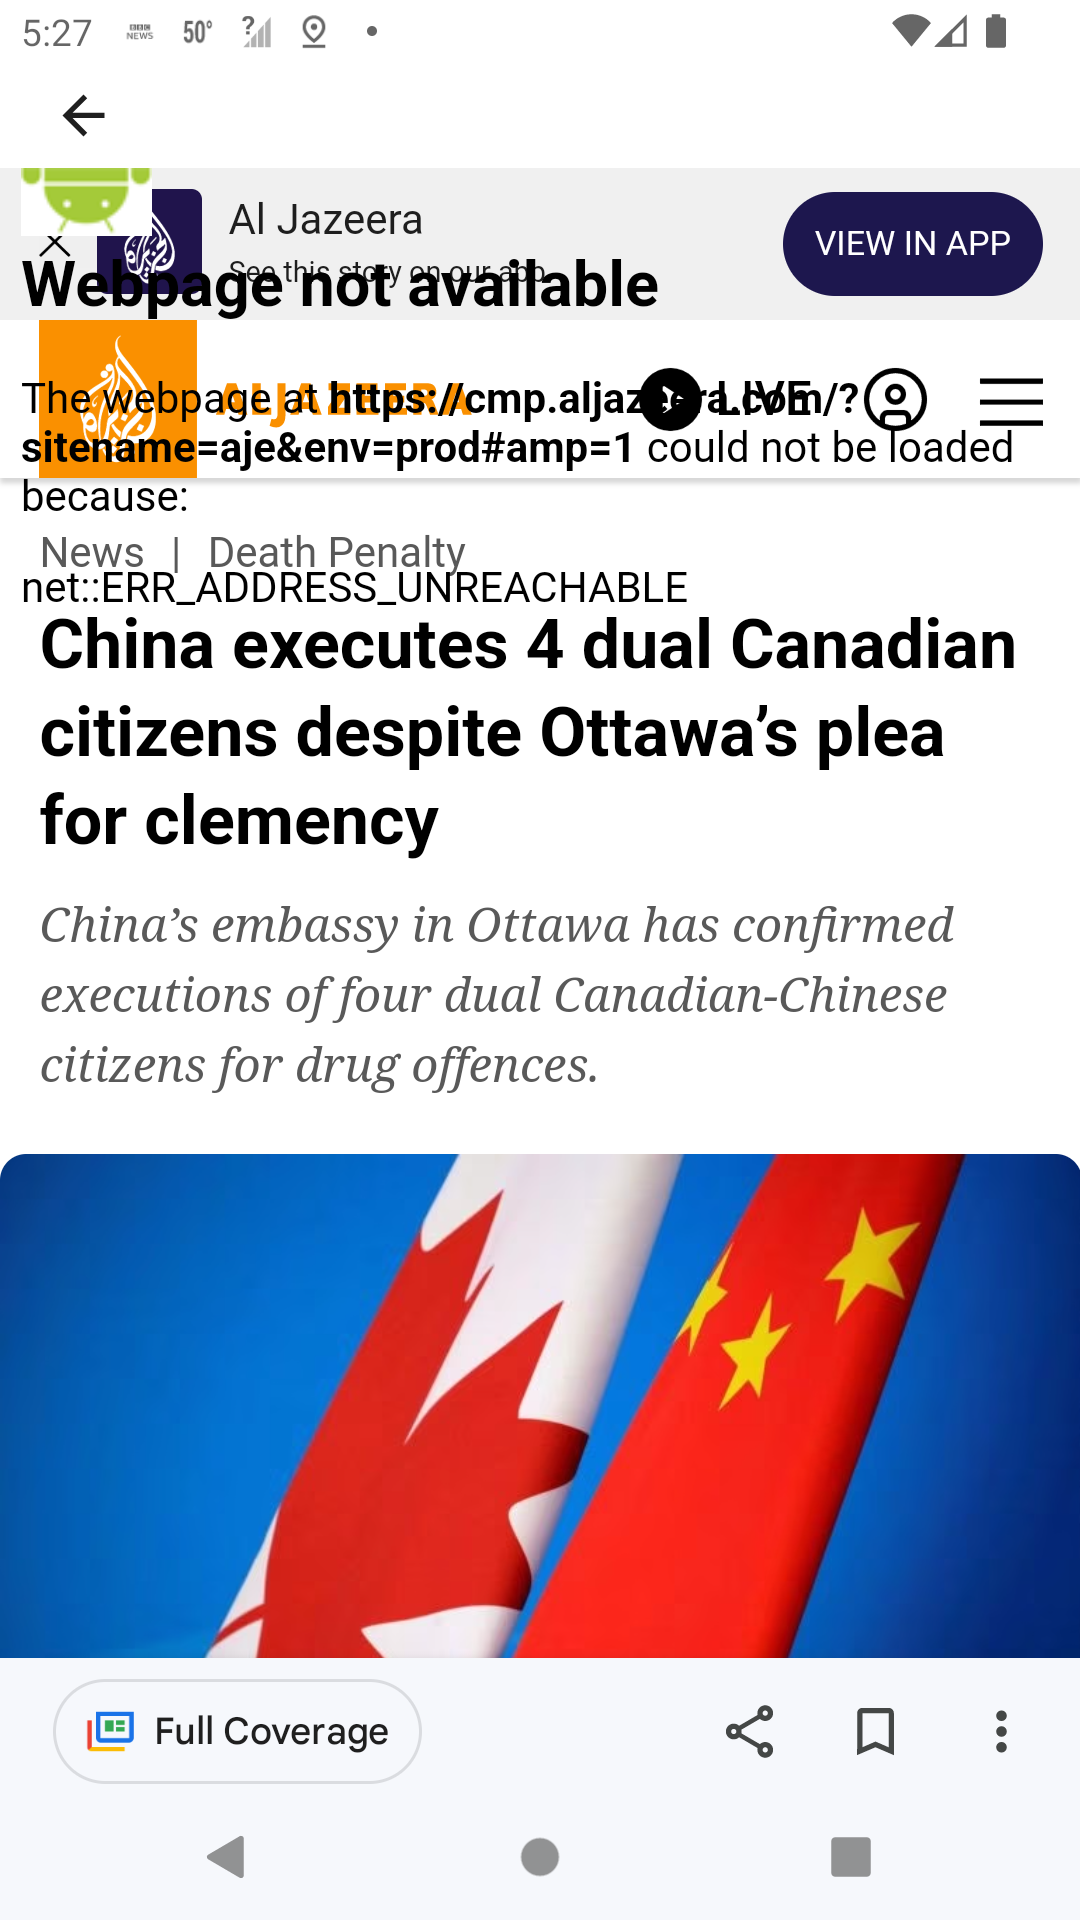 5:27 BBC NEWS 50° ?
Al Jazeera
See this story on our app
VIEW IN APP
Webpage not available
ALJAZEERA
LIVE
The webpage at https://cmp.aljazeera.com/?
sitename=aje&env=prod#amp=1 could not be loaded
because:
News | Death Penalty
net::ERR_ADDRESS_UNREACHABLE
China executes 4 dual Canadian
citizens despite Ottawa’s plea
for clemency
China’s embassy in Ottawa has confirmed
executions of four dual Canadian-Chinese
citizens for drug offences.
Full Coverage